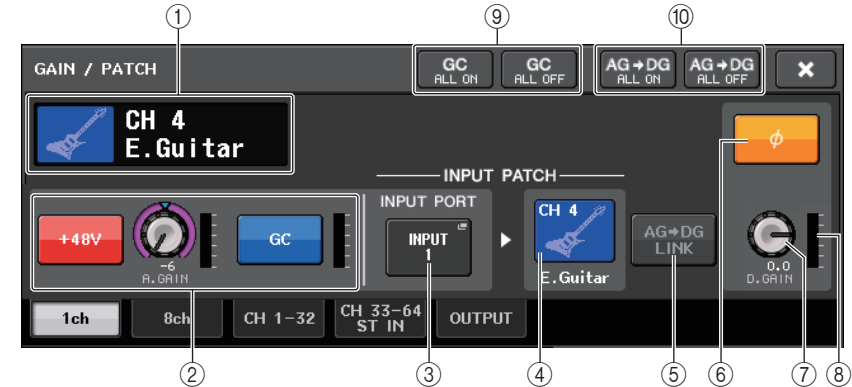 ① ⑨ ⑩
GAIN / PATCH
GC ALL ON
GC ALL OFF
AG➔DG ALL ON
AG➔DG ALL OFF
×
CH 4
E.Guitar
φ
INPUT PATCH
INPUT PORT
+48V
-6
A.GAIN
GC
INPUT
1
CH 4
E.Guitar
AG➔DG
LINK
0.0
D.GAIN
1ch
8ch
CH 1-32
CH 33-64
ST IN
OUTPUT
② ③ ④ ⑤ ⑥ ⑦ ⑧